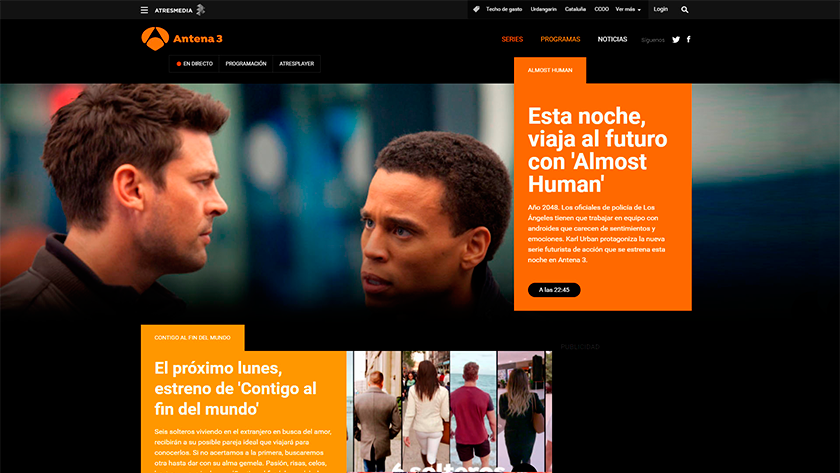 ATRESMEDIA
Techo de gasto Urdangarin Cataluña CCOO Ver más Login
Antena 3
SERIES PROGRAMAS NOTICIAS Síguenos
EN DIRECTO PROGRAMACIÓN ATRESPLAYER
ALMOST HUMAN
Esta noche,
viaja al futuro
con 'Almost
Human'
Año 2048. Los oficiales de policía de Los
Ángeles tienen que trabajar en equipo con
androides que carecen de sentimientos y
emociones. Karl Urban protagoniza la nueva
serie futurista de acción que se estrena esta
noche en Antena 3.
A las 22:45
CONTIGO AL FIN DEL MUNDO
PUBLICIDAD
El próximo lunes,
estreno de 'Contigo al
fin del mundo'
Seis solteros viviendo en el extranjero en busca del amor,
recibirán a su posible pareja ideal que viajará para
conocerlos. Si no acertamos a la primera, buscaremos
otra hasta dar con su alma gemela. Pasión, risas, celos,
6 solteros